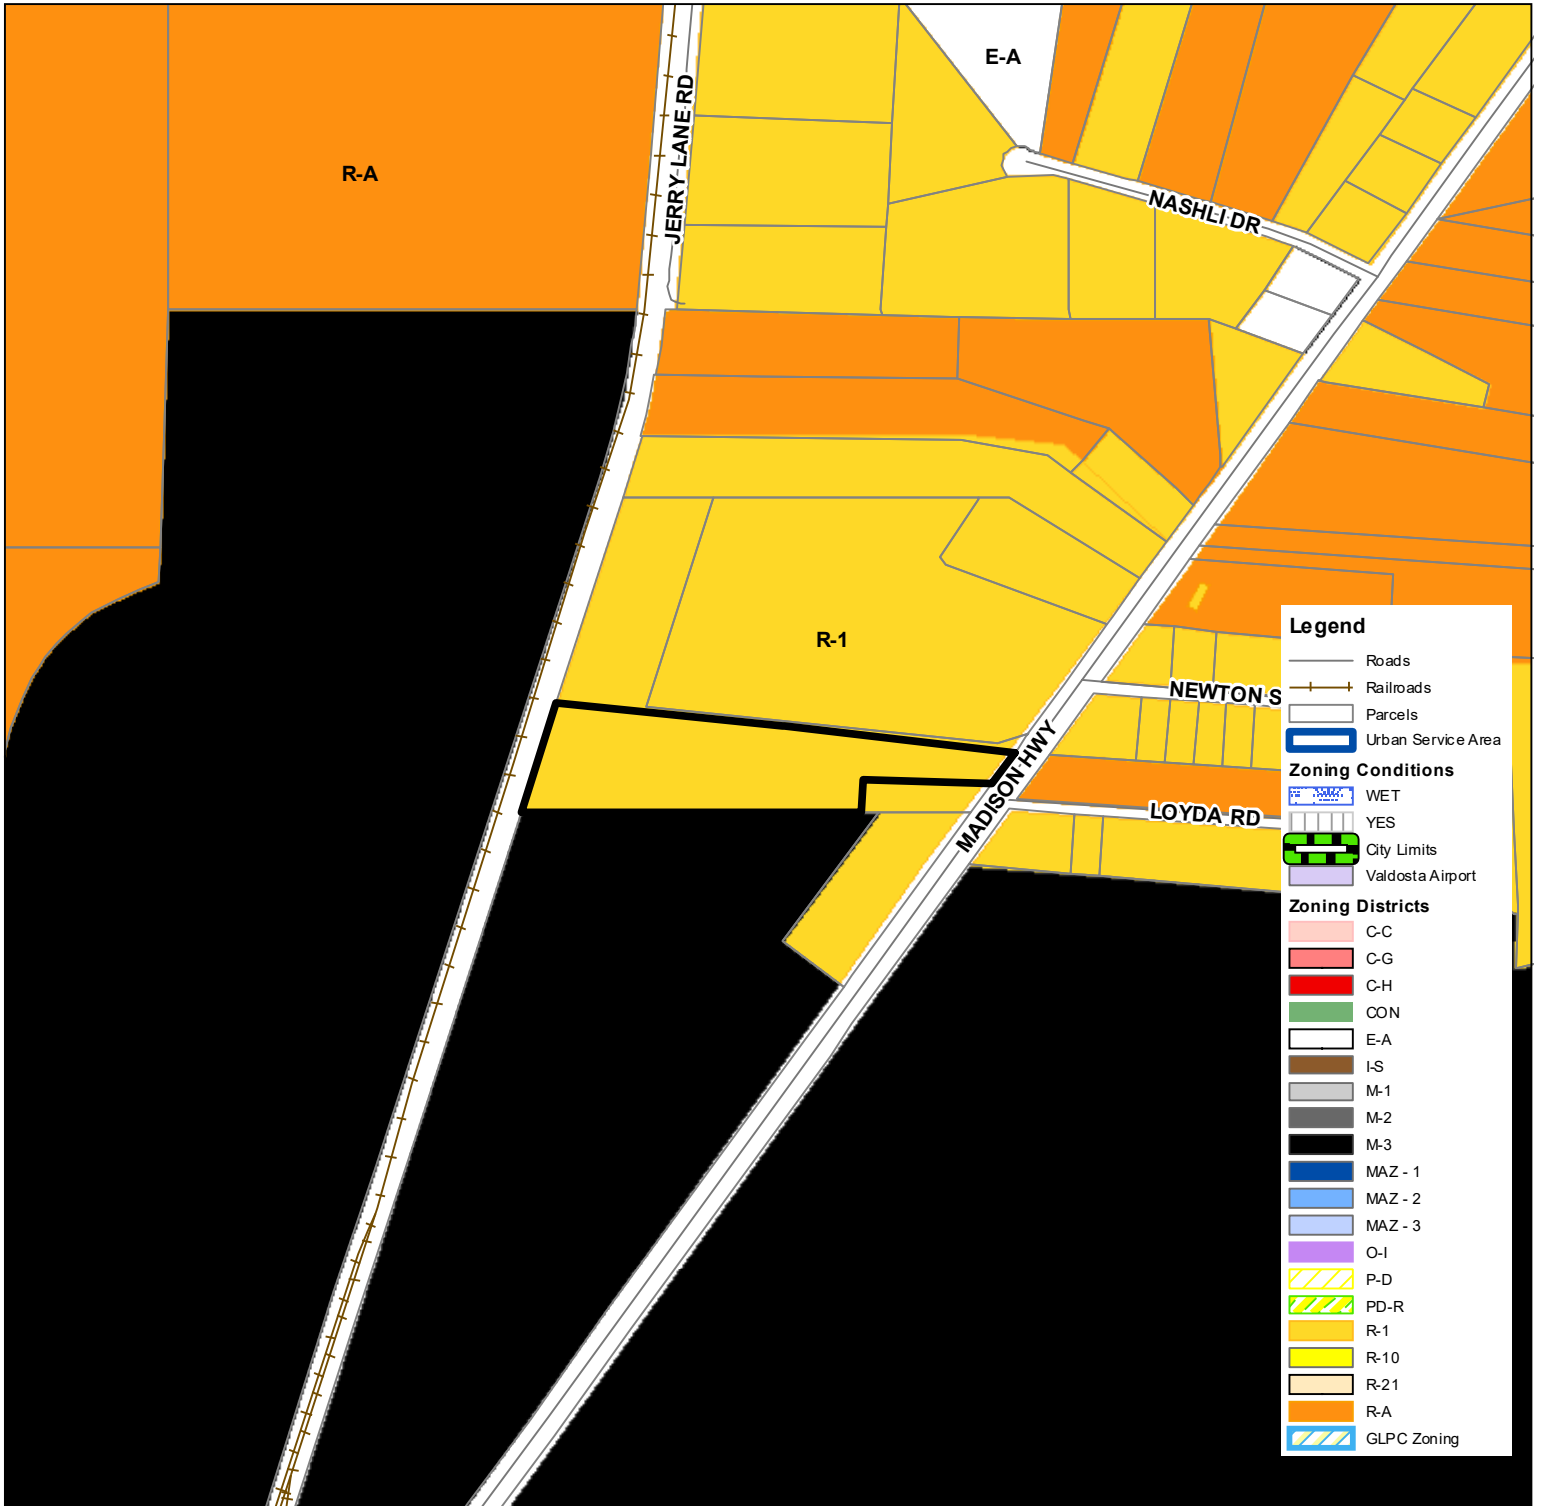 E-A
R-A
JERRY LANE RD
NASHLI DR
R-1
NEWTON S
MADISON HWY
LOYDA RD
Legend
Roads
Railroads
Parcels
Urban Service Area
Zoning Conditions
WET
YES
City Limits
Valdosta Airport
Zoning Districts
C-C
C-G
C-H
CON
E-A
I-S
M-1
M-2
M-3
MAZ - 1
MAZ - 2
MAZ - 3
O-I
P-D
PD-R
R-1
R-10
R-21
R-A
GLPC Zoning